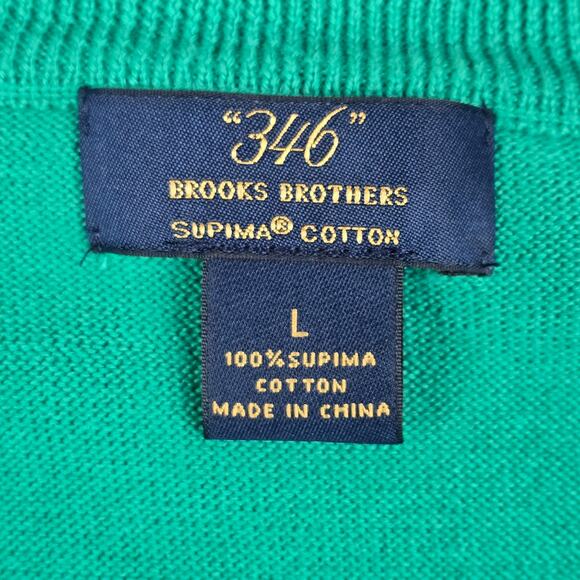 "346"
BROOKS BROTHERS
SUPIMA® COTTON
L
100% SUPIMA
COTTON
MADE IN CHINA